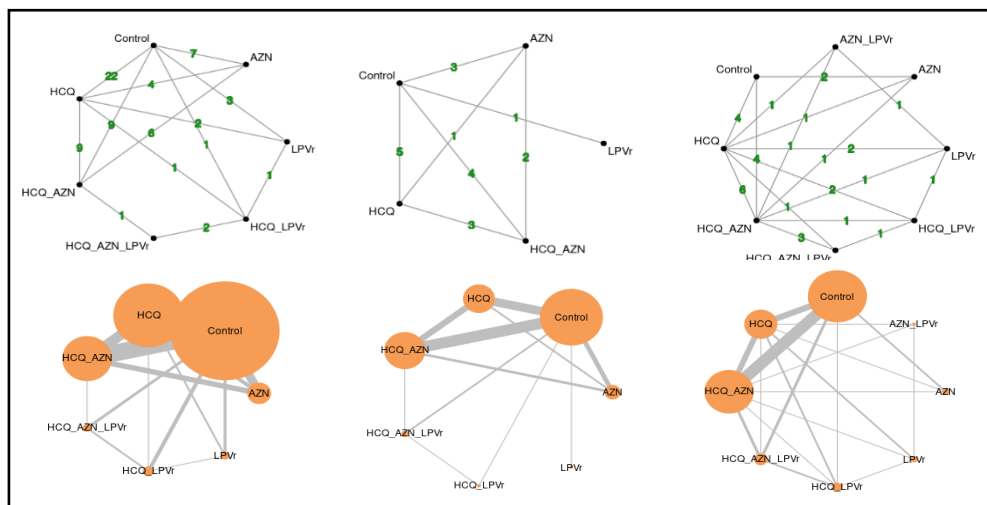 Control
AZN
7
22
HCQ
4
3
9
2
9
6
1
LPVr
1
1
HCQ_AZN
1
2
HCQ_LPVr
HCQ_AZN_LPVr
AZN
3
Control
1
1
LPVr
5
2
4
HCQ
3
HCQ_AZN
AZN_LPVr
Control
2
AZN
1
1
1
4
HCQ
1
2
LPVr
4
1
6
2
1
1
1
HCQ_AZN
1
HCQ_LPVr
3
1
HCQ_AZN_LPVr
HCQ
Control
HCQ_AZN
AZN
HCQ_AZN_LPVr
LPVr
HCQ_LPVr
HCQ
Control
HCQ_AZN
AZN
HCQ_AZN_LPVr
LPVr
HCQ_LPVr
Control
HCQ
AZN_LPVr
HCQ_AZN
AZN
HCQ_AZN_LPVr
LPVr
HCQ_LPVr